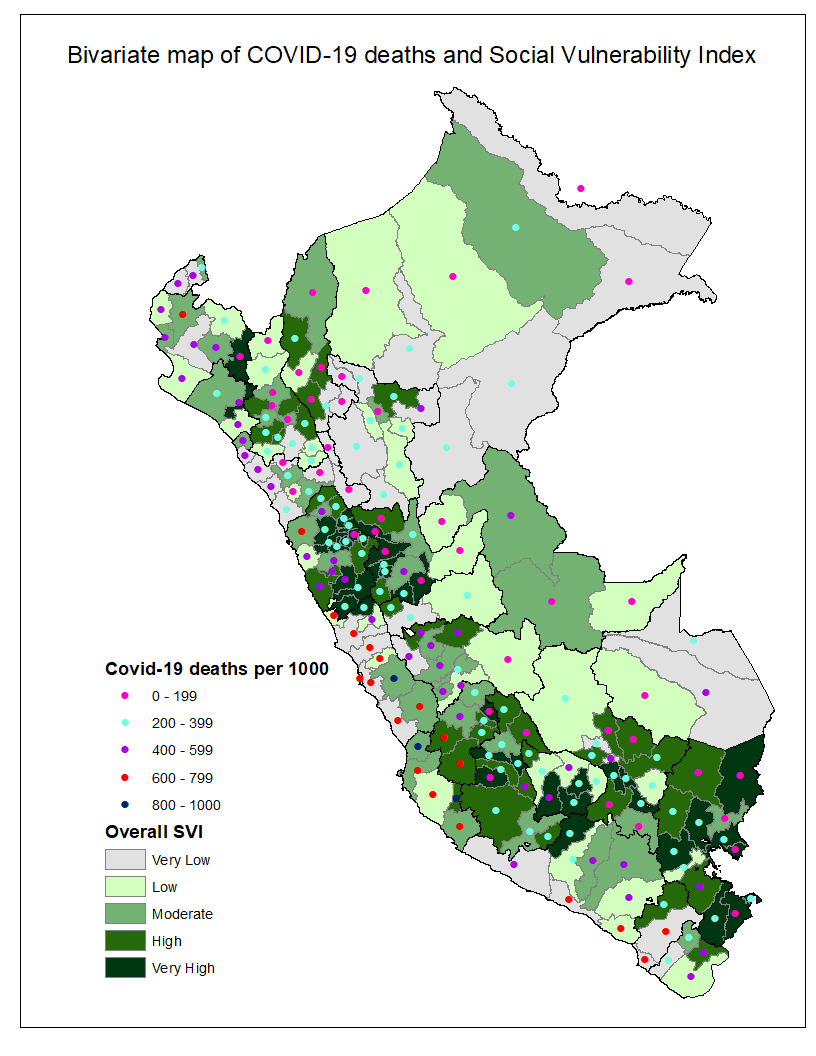 Bivariate map of COVID-19 deaths and Social Vulnerability Index
Covid-19 deaths per 1000
0 - 199
200 - 399
400 - 599
600 - 799
800 - 1000
Overall SVI
Very Low
Low
Moderate
High
Very High